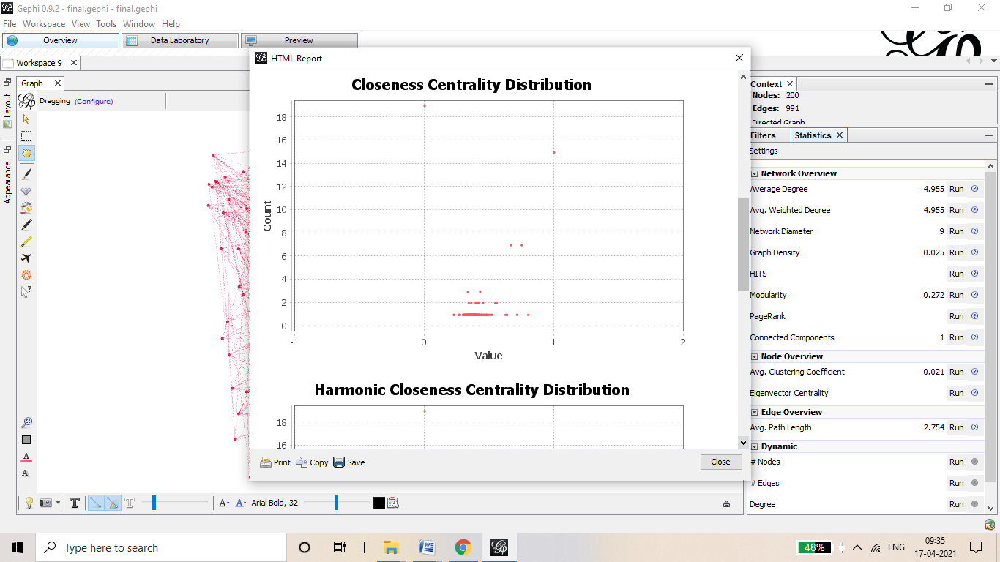 Gephi 0.9.2 - final.gephi - final.gephi
File Workspace View Tools Window Help
Overview Data Laboratory Preview
Workspace 9
Layout
Appearance
Graph
Dragging (Configure)
HTML Report
Closeness Centrality Distribution
Count
18
16
14
12
10
8
6
4
2
0
-1 0 1 2
Value
Harmonic Closeness Centrality Distribution
18
16
Print Copy Save Close
Context
Nodes: 200
Edges: 991
Directed Graph
Filters Statistics
Settings
Network Overview
Average Degree 4.955 Run
Avg. Weighted Degree 4.955 Run
Network Diameter 9 Run
Graph Density 0.025 Run
HITS Run
Modularity 0.272 Run
PageRank Run
Connected Components 1 Run
Node Overview
Avg. Clustering Coefficient 0.021 Run
Eigenvector Centrality Run
Edge Overview
Avg. Path Length 2.754 Run
Dynamic
# Nodes Run
# Edges Run
Degree Run
T T A- A- Arial Bold, 32
Type here to search
48% ENG 09:35
17-04-2021